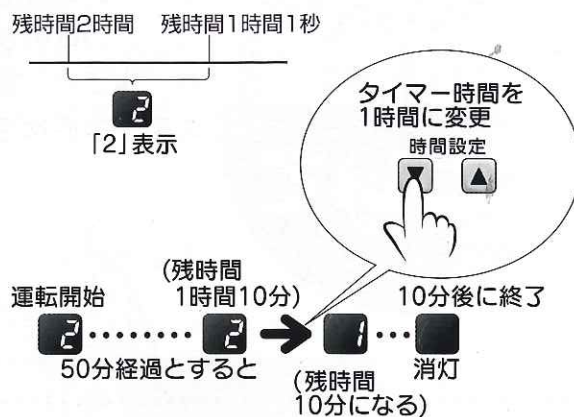 残時間2時間 残時間1時間1秒
2
「2」表示
タイマー時間を
1時間に変更
時間設定
▼ ▲
(残時間
1時間10分)
運転開始
10分後に終了
2 ········ 2 → 1 ···
50分経過とすると
消灯
(残時間
10分になる)